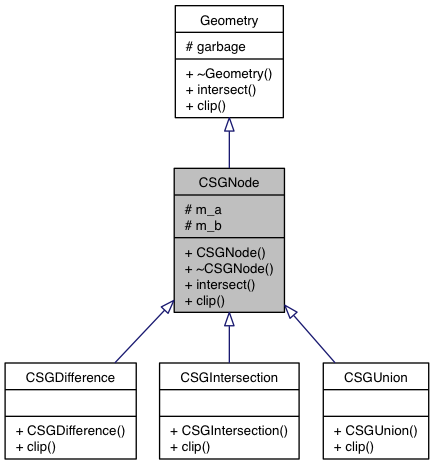 Geometry
# garbage
+ ~Geometry()
+ intersect()
+ clip()
CSGNode
# m_a
# m_b
+ CSGNode()
+ ~CSGNode()
+ intersect()
+ clip()
CSGDifference
+ CSGDifference()
+ clip()
CSGIntersection
+ CSGIntersection()
+ clip()
CSGUnion
+ CSGUnion()
+ clip()